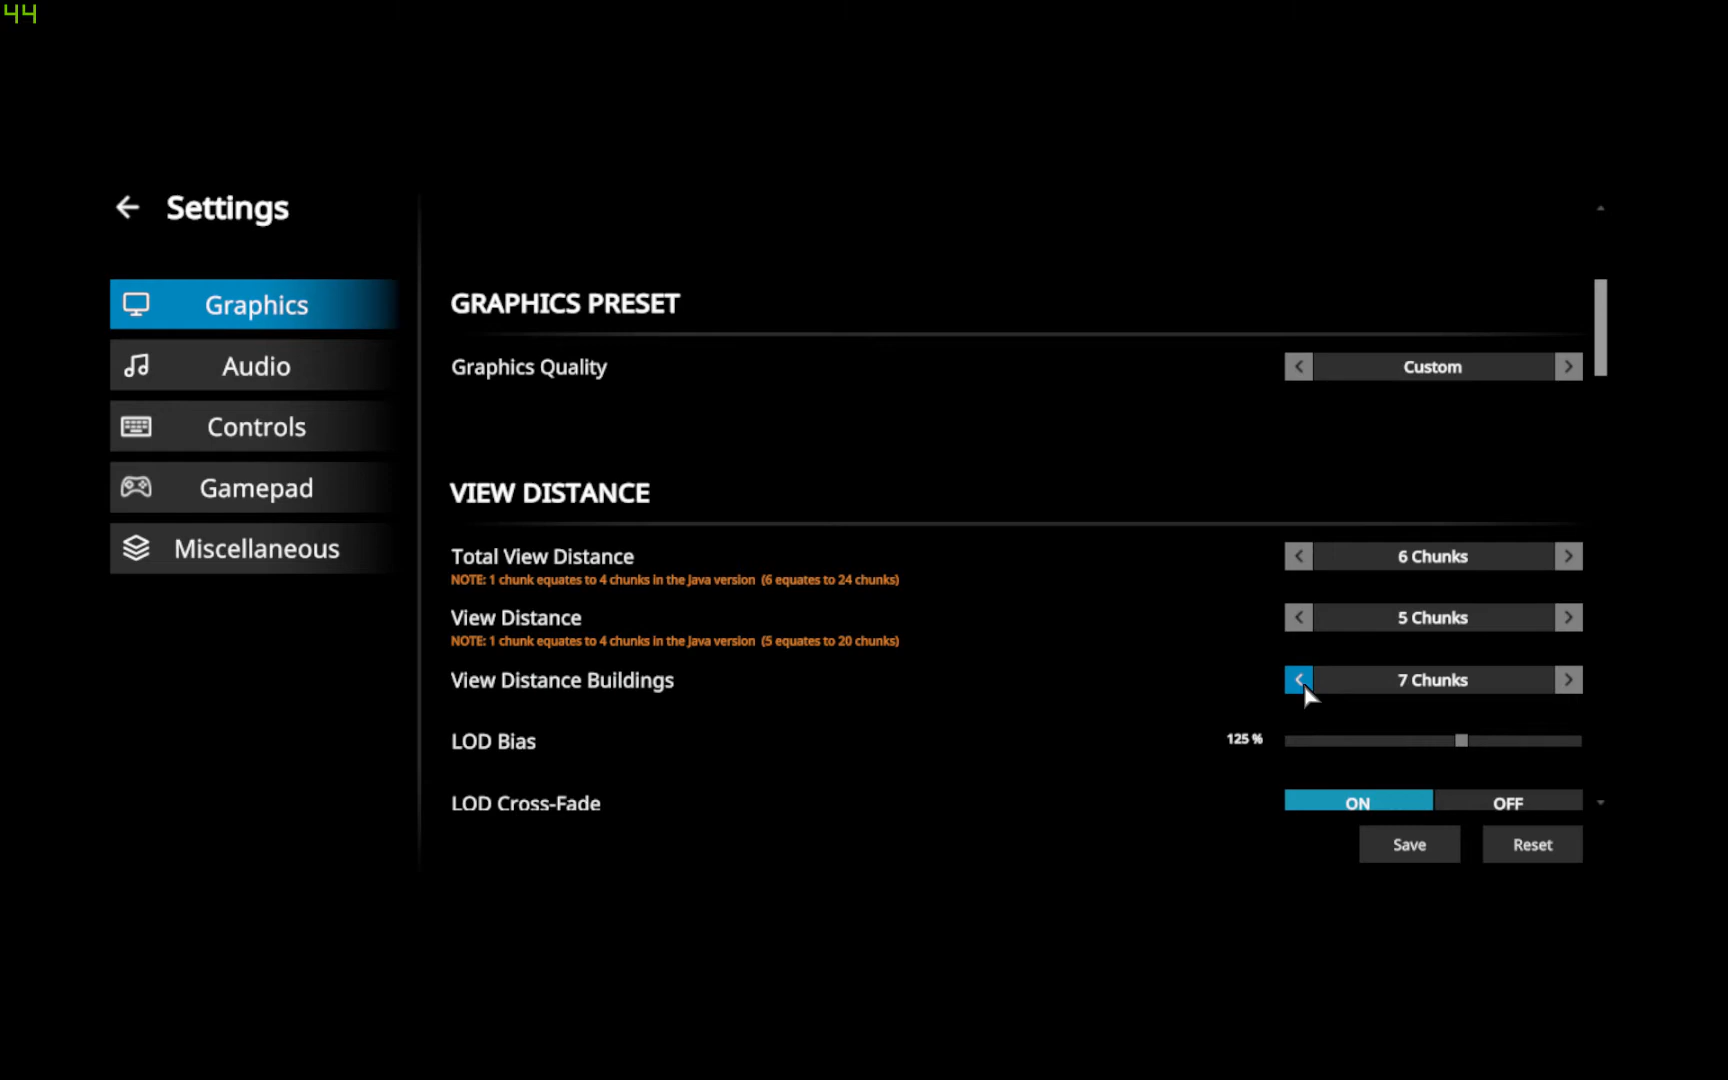 44
Settings
Graphics
Audio
Controls
Gamepad
Miscellaneous
GRAPHICS PRESET
Graphics Quality
Custom
VIEW DISTANCE
Total View Distance
6 Chunks
NOTE: 1 chunk equates to 4 chunks in the Java version (6 equates to 24 chunks)
View Distance
5 Chunks
NOTE: 1 chunk equates to 4 chunks in the Java version (5 equates to 20 chunks)
View Distance Buildings
7 Chunks
LOD Bias
125 %
LOD Cross-Fade
ON OFF
Save Reset